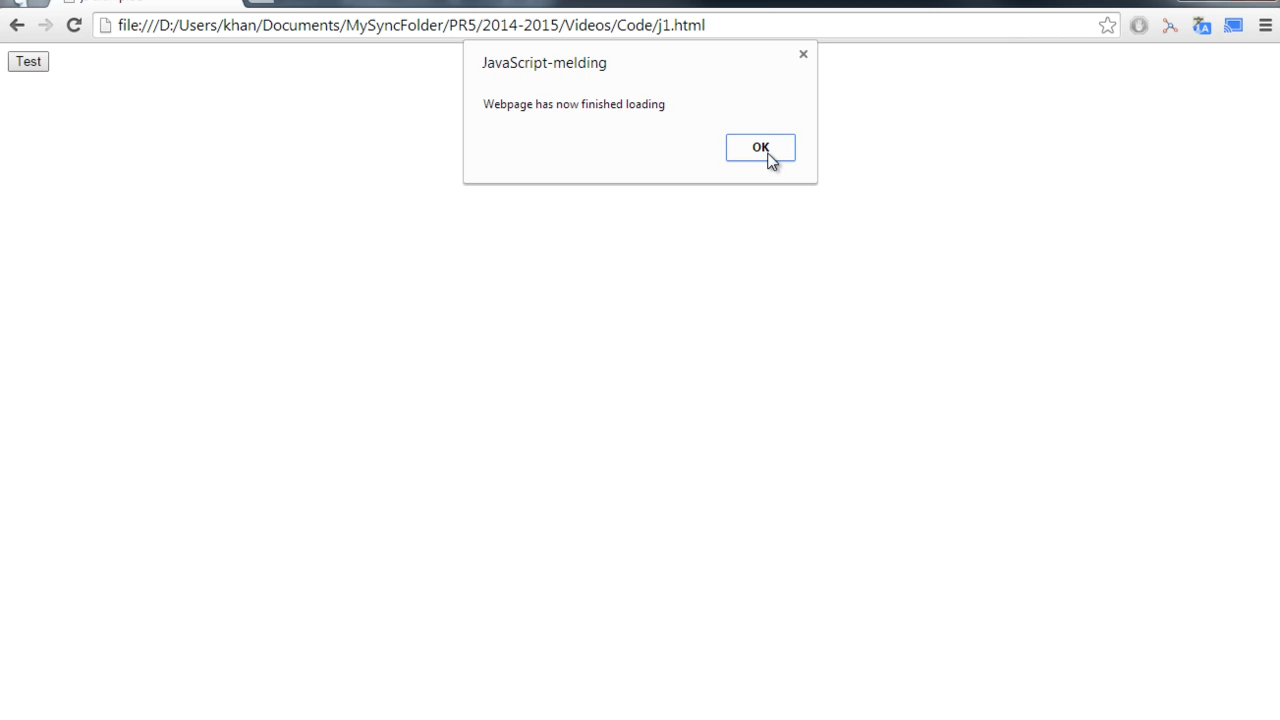 file:///D:/Users/khan/Documents/MySyncFolder/PR5/2014-2015/Videos/Code/j1.html
Test
JavaScript-melding
Webpage has now finished loading
OK